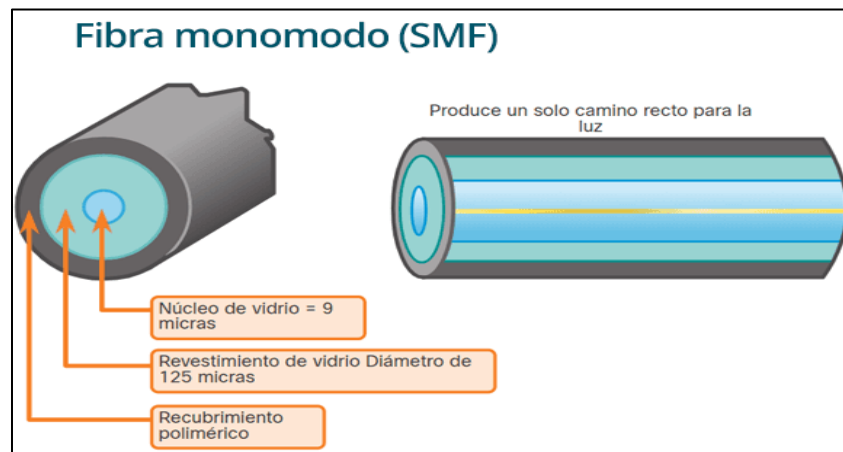 Fibra monomodo (SMF)
Produce un solo camino recto para la
luz
Núcleo de vidrio = 9
micras
Revestimiento de vidrio Diámetro de
125 micras
Recubrimiento
polimérico